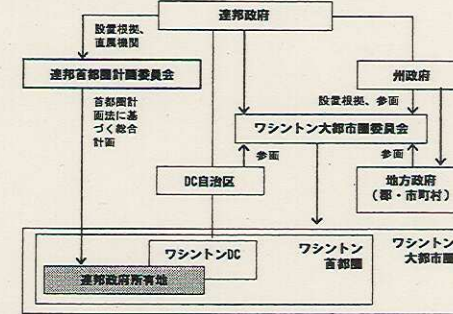 連邦政府
設置根拠、
直属機関
連邦首都圏計画委員会
州政府
設置根拠、参画
首都圏計
画法に基
づく総合
計画
ワシントン大都市圏委員会
参画
参画
DC自治区
地方政府
（郡・市町村）
ワシントンDC
ワシントン
首都圏
ワシントン
大都市圏
連邦政府所有地